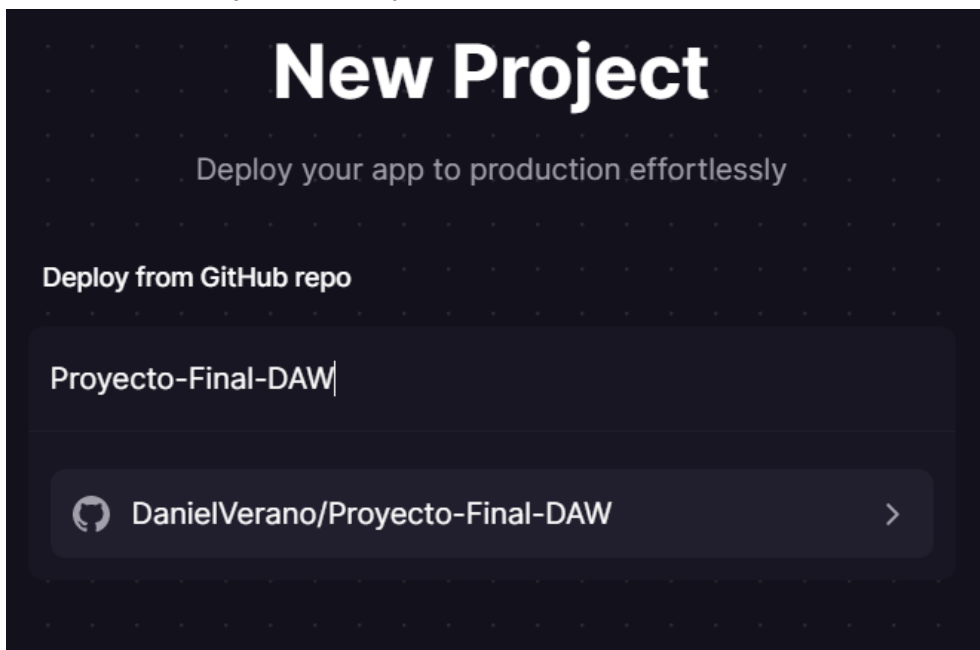 New Project
Deploy your app to production effortlessly
Deploy from GitHub repo
Proyecto-Final-DAW
DanielVerano/Proyecto-Final-DAW